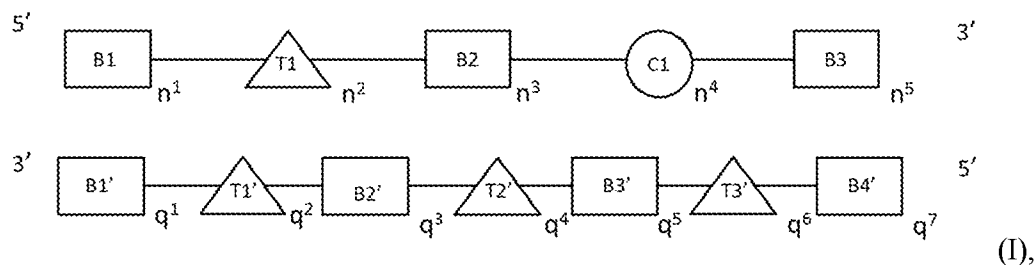 5′ B1 n¹ T1 n² B2 n³ C1 n⁴ B3 n⁵ 3′
3′ B1′ q¹ T1′ q² B2′ q³ T2′ q⁴ B3′ q⁵ T3′ q⁶ B4′ q⁷ 5′
(I),